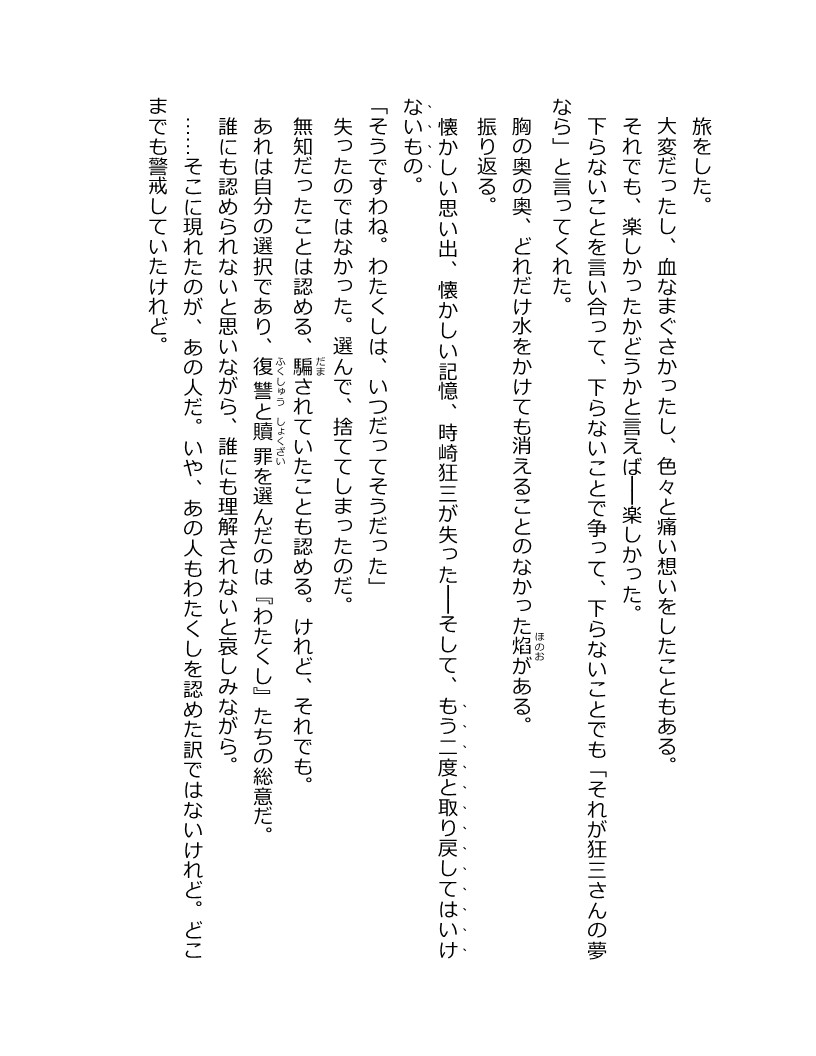 旅をした。
大変だったし、血なまぐさかったし、色々と痛い想いをしたこともある。
それでも、楽しかったかどうかと言えば――楽しかった。
下らないことを言い合って、下らないことで争って、下らないことでも「それが狂三さんの夢
なら」と言ってくれた。
胸の奥の奥、どれだけ水をかけても消えることのなかった焰がある。
振り返る。
懐かしい思い出、懐かしい記憶、時崎狂三が失った――そして、もう二度と取り戻してはいけ
ないもの。
「そうですわね。わたくしは、いつだってそうだった」
失ったのではなかった。選んで、捨ててしまったのだ。
無知だったことは認める、騙されていたことも認める。けれど、それでも。
あれは自分の選択であり、復讐と贖罪を選んだのは『わたくし』たちの総意だ。
誰にも認められないと思いながら、誰にも理解されないと哀しみながら。
……そこに現れたのが、あの人だ。いや、あの人もわたくしを認めた訳ではないけれど。どこ
までも警戒していたけれど。